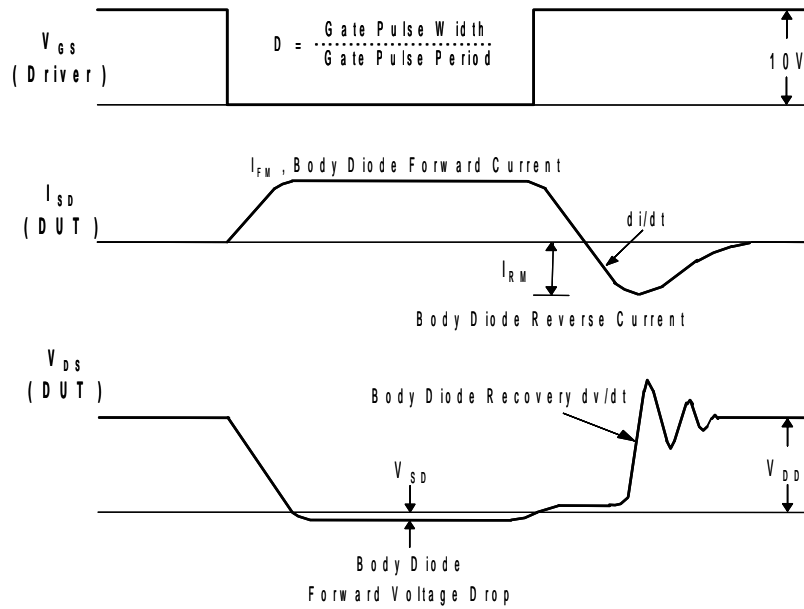 V GS
(Driver)
D = Gate Pulse Width
Gate Pulse Period
10V
I FM , Body Diode Forward Current
I SD
(DUT)
di/dt
I RM
Body Diode Reverse Current
V DS
(DUT)
Body Diode Recovery dv/dt
V SD
V DD
Body Diode
Forward Voltage Drop